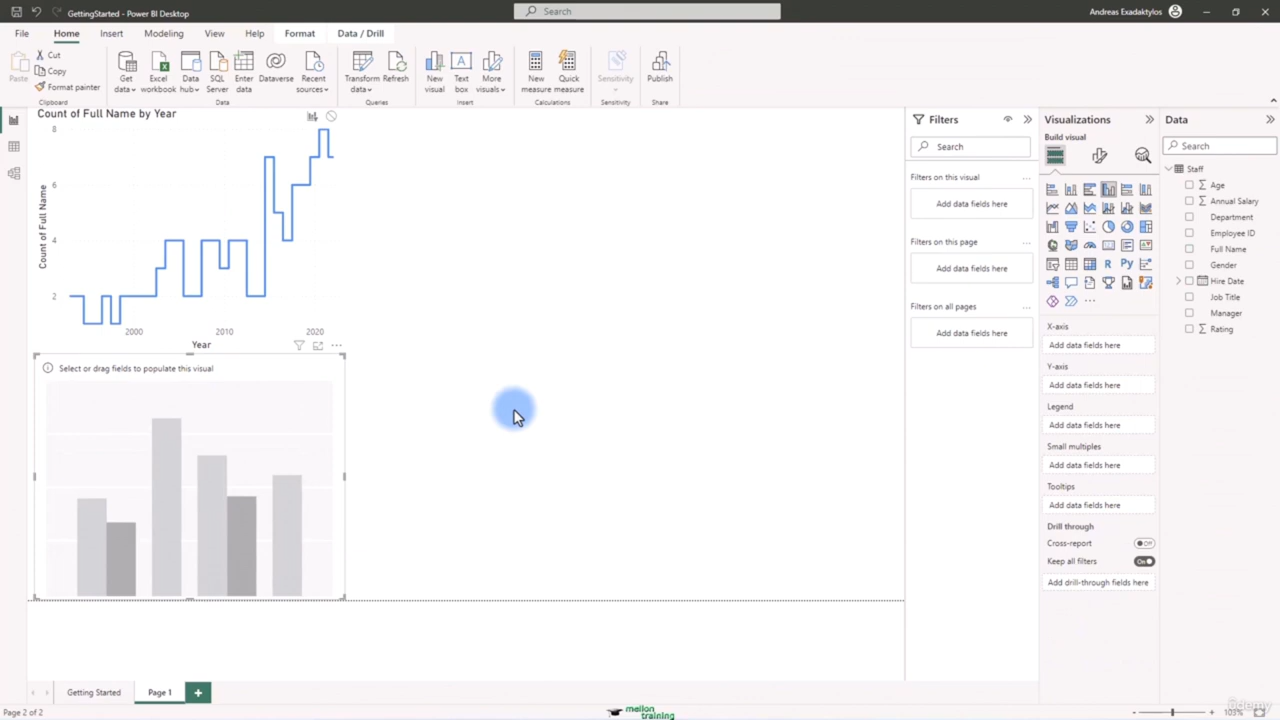 GettingStarted - Power BI Desktop
Search
Andreas Exadaktylos
File Home Insert Modeling View Help Format Data / Drill
Paste
Cut
Copy
Format painter
Clipboard
Get data
Excel workbook
Data hub
SQL Server
Enter data
Dataverse
Recent sources
Data
Transform data
Refresh
Queries
New visual
Text box
More visuals
Insert
New measure
Quick measure
Calculations
Sensitivity
Sensitivity
Publish
Share
Count of Full Name by Year
Count of Full Name
8
6
4
2
2000 2010 2020
Year
Select or drag fields to populate this visual
Filters
Search
Filters on this visual
Add data fields here
Filters on this page
Add data fields here
Filters on all pages
Add data fields here
Visualizations
Build visual
R Py
X-axis
Add data fields here
Y-axis
Add data fields here
Legend
Add data fields here
Small multiples
Add data fields here
Tooltips
Add data fields here
Drill through
Cross-report
Off
Keep all filters
On
Add drill-through fields here
Data
Search
Staff
Age
Annual Salary
Department
Employee ID
Full Name
Gender
Hire Date
Job Title
Manager
Rating
Getting Started
Page 1
Page 2 of 2
mellon
training
ûdemy
103%